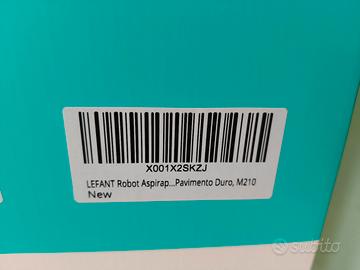 X001X2SKZJ
LEFANT Robot Aspirap...Pavimento Duro, M210
New
subito